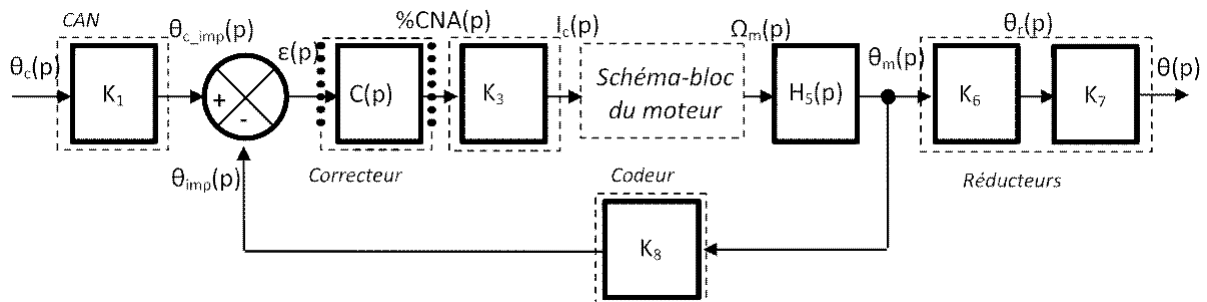 CAN
%CNA(p)
θc(p)
K1
θc_imp(p)
+
-
ε(p)
C(p)
K3
Ic(p)
Schéma-bloc
du moteur
Ωm(p)
H5(p)
θm(p)
θr(p)
K6
K7
θ(p)
θimp(p)
Correcteur
Codeur
Réducteurs
K8